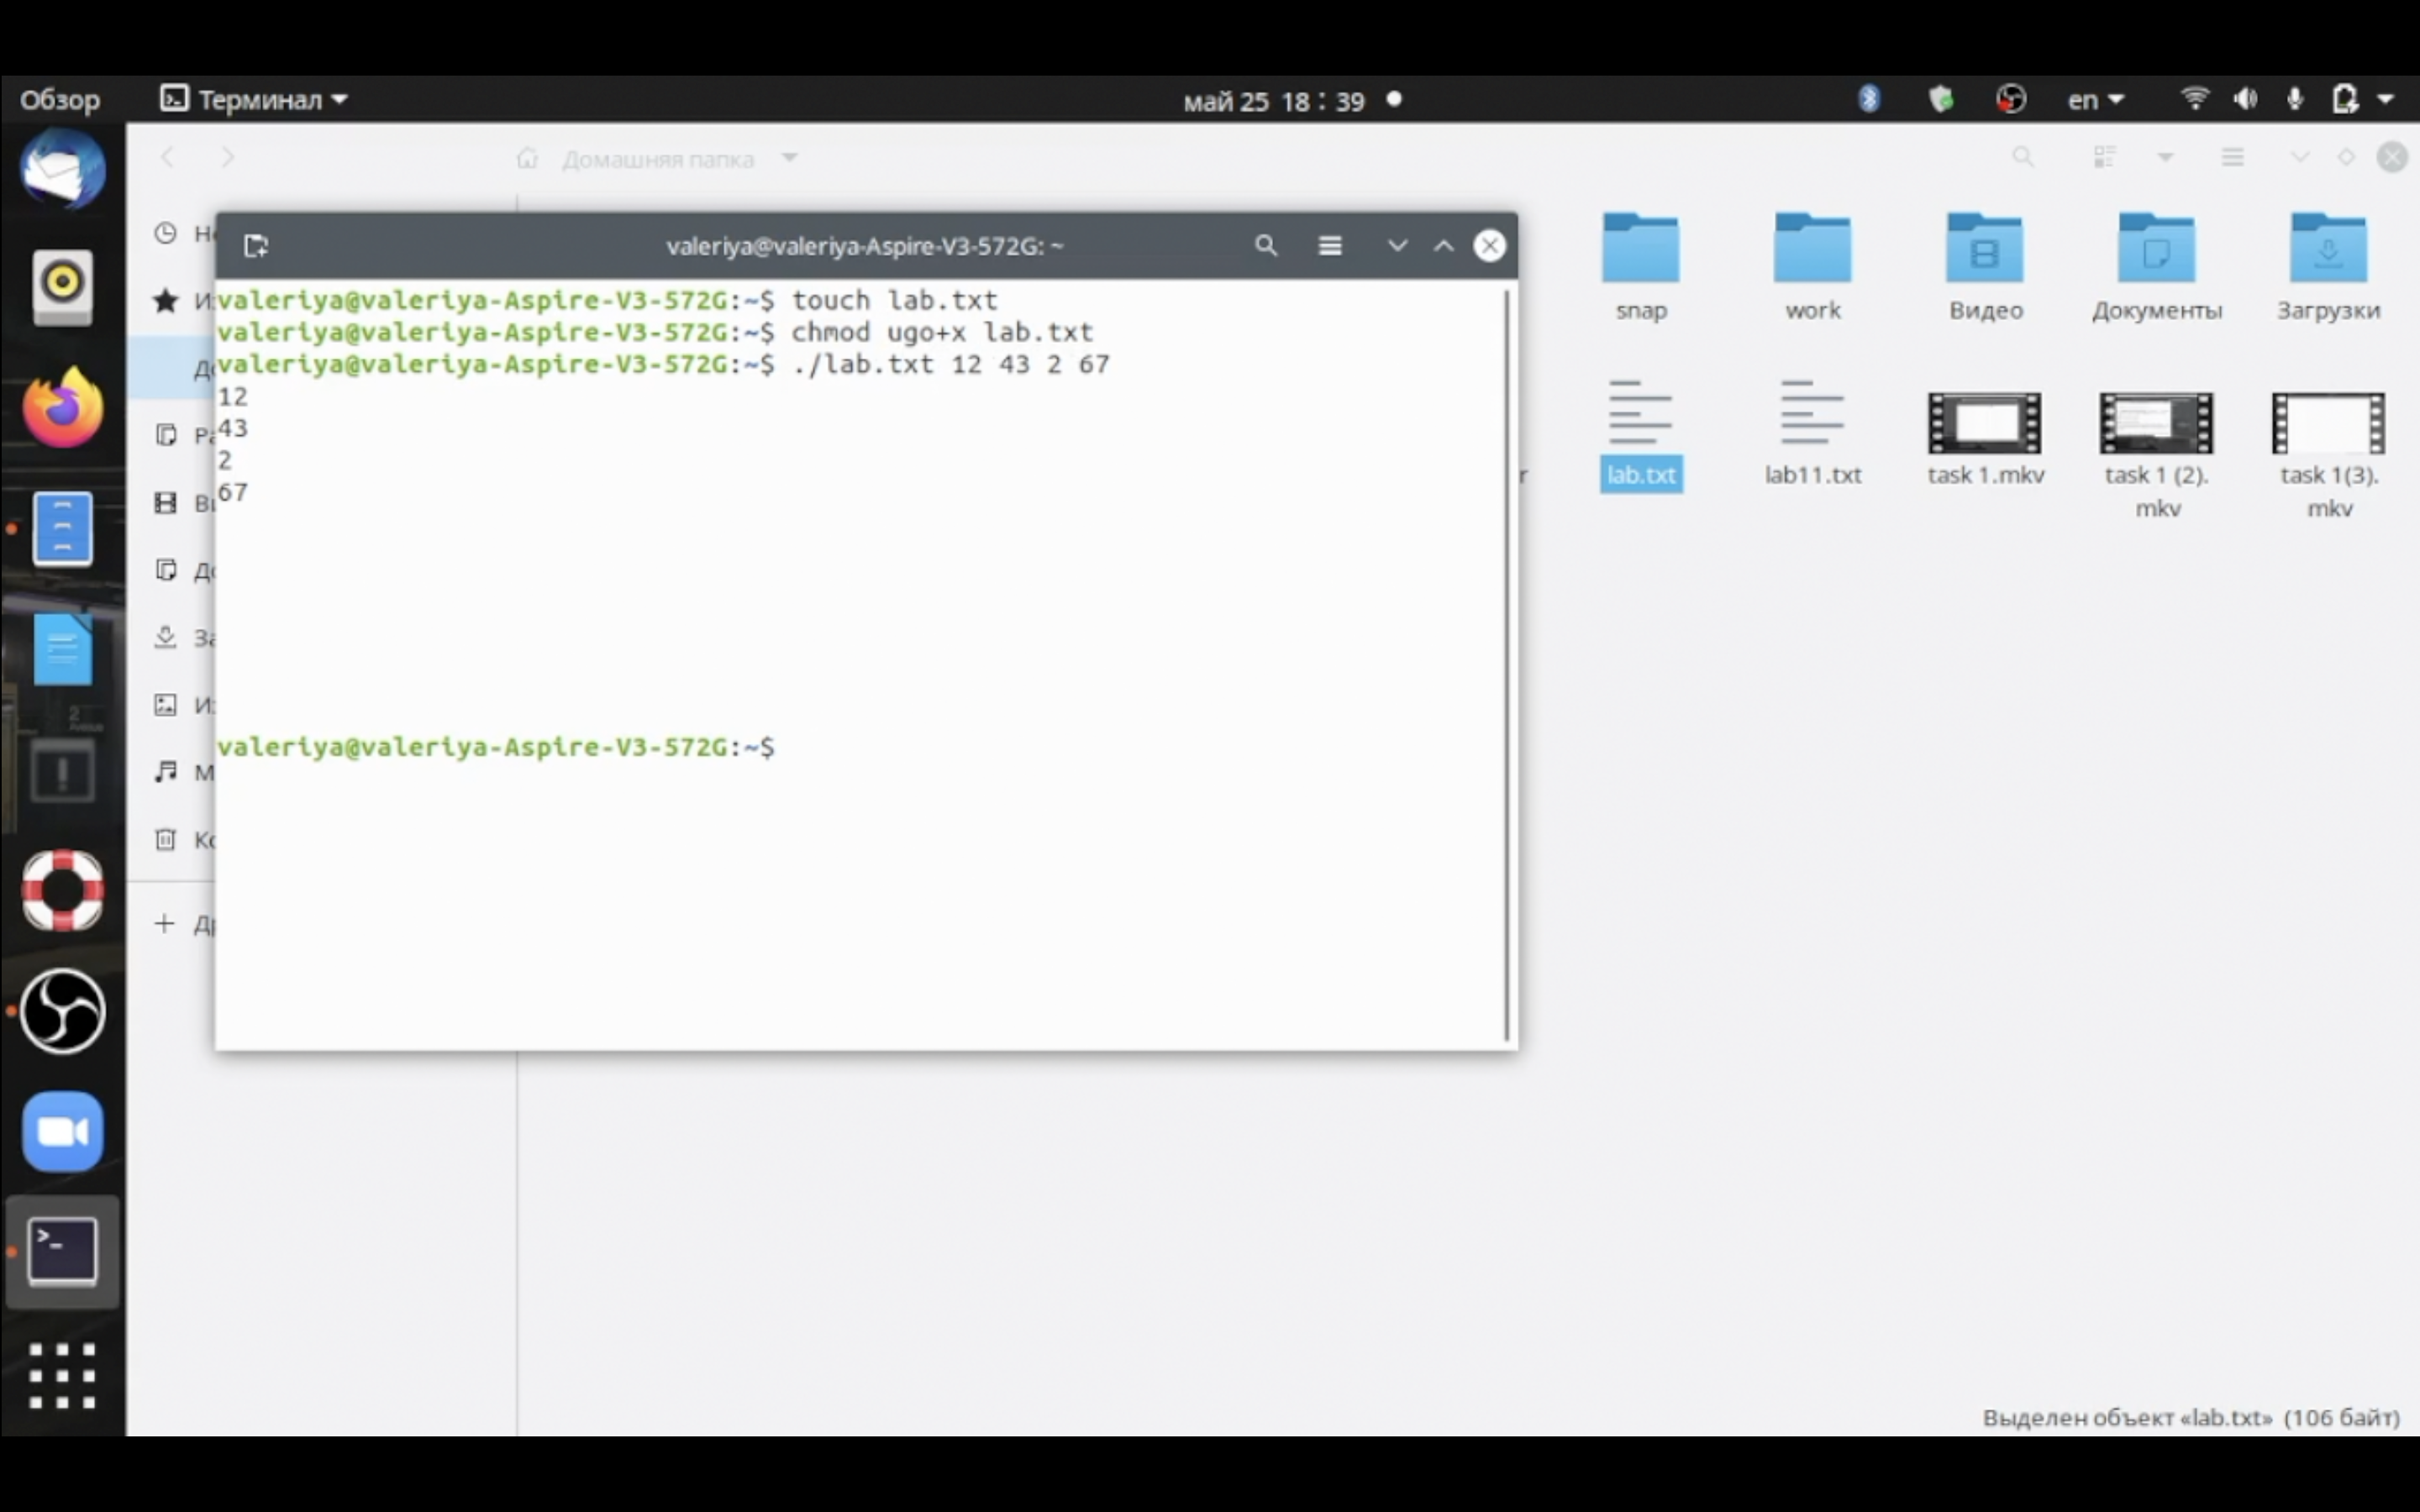 Обзор
Терминал
май 25 18 : 39
en
Домашняя папка
valeriya@valeriya-Aspire-V3-572G: ~
valeriya@valeriya-Aspire-V3-572G:~$ touch lab.txt
valeriya@valeriya-Aspire-V3-572G:~$ chmod ugo+x lab.txt
valeriya@valeriya-Aspire-V3-572G:~$ ./lab.txt 12 43 2 67
12
43
2
67
valeriya@valeriya-Aspire-V3-572G:~$
snap
work
Видео
Документы
Загрузки
lab.txt
lab11.txt
task 1.mkv
task 1 (2).
mkv
task 1(3).
mkv
Выделен объект «lab.txt» (106 байт)